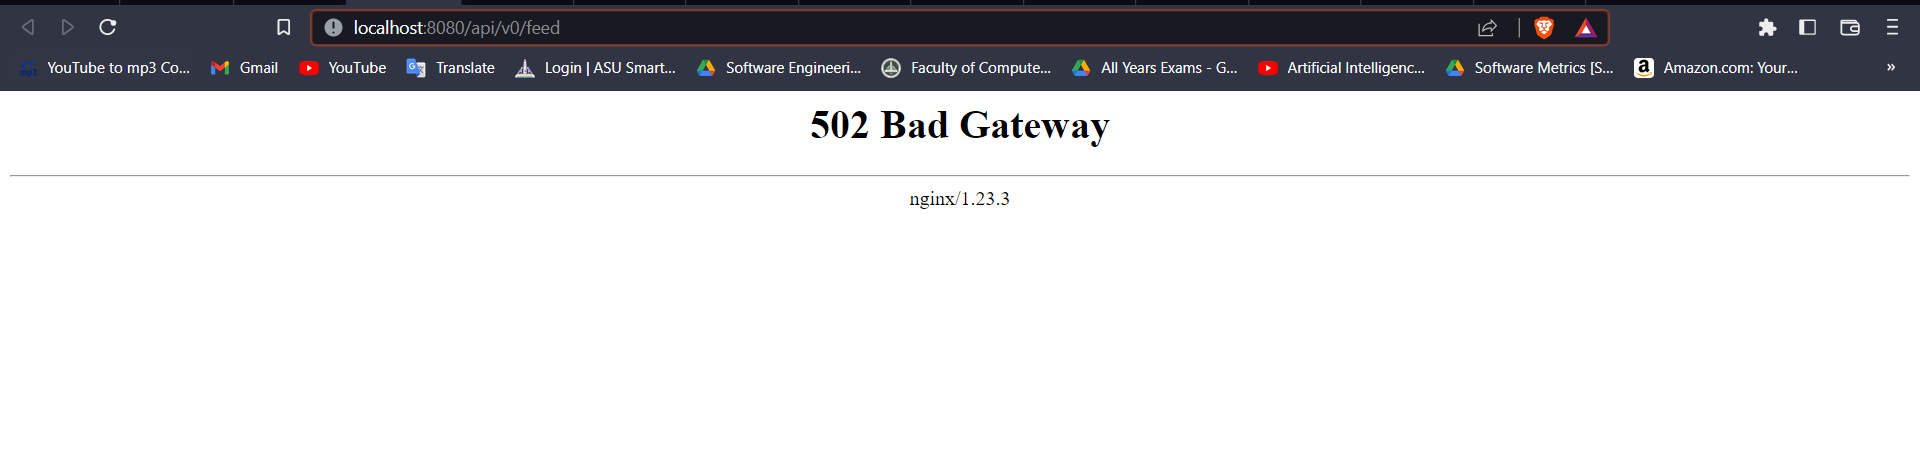 localhost:8080/api/v0/feed
mp3 YouTube to mp3 Co... Gmail YouTube Translate Login | ASU Smart... Software Engineeri... Faculty of Compute... All Years Exams - G... Artificial Intelligenc... Software Metrics [S... Amazon.com: Your... »
502 Bad Gateway
nginx/1.23.3